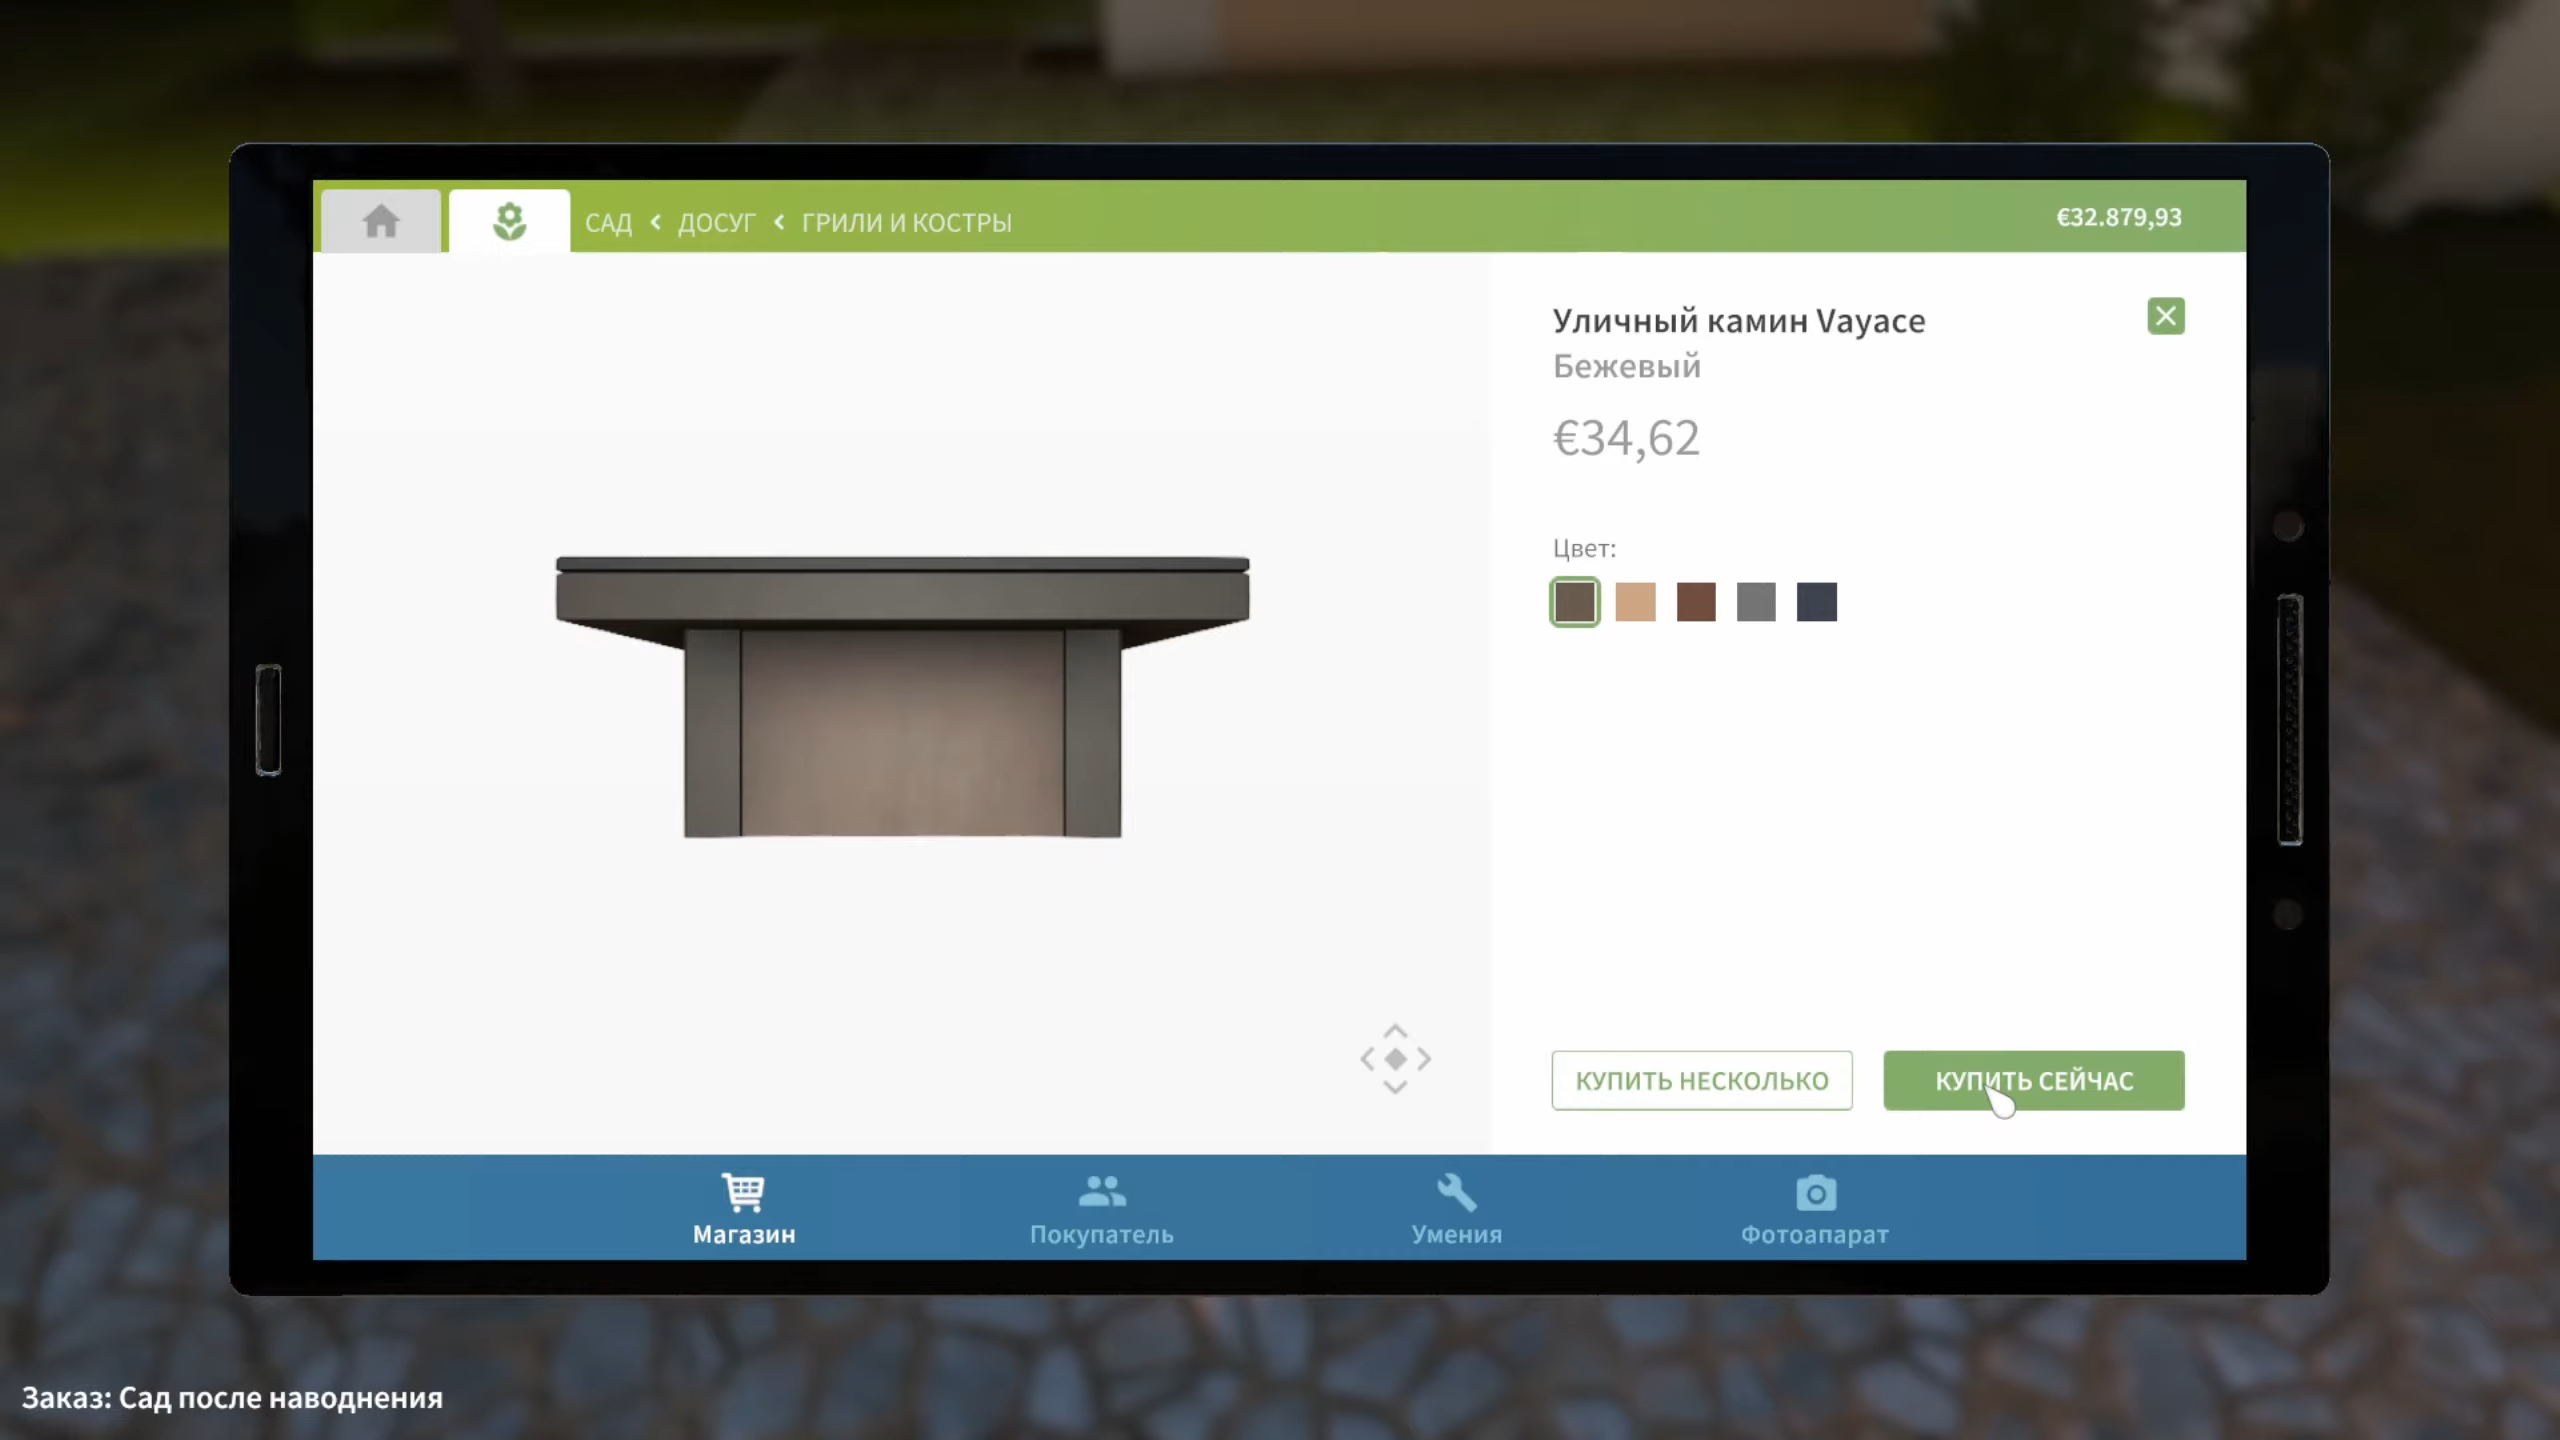 САД < ДОСУГ < ГРИЛИ И КОСТРЫ
€32.879,93
Уличный камин Vayace
Бежевый
€34,62
Цвет:
КУПИТЬ НЕСКОЛЬКО
КУПИТЬ СЕЙЧАС
Магазин
Покупатель
Умения
Фотоапарат
Заказ: Сад после наводнения